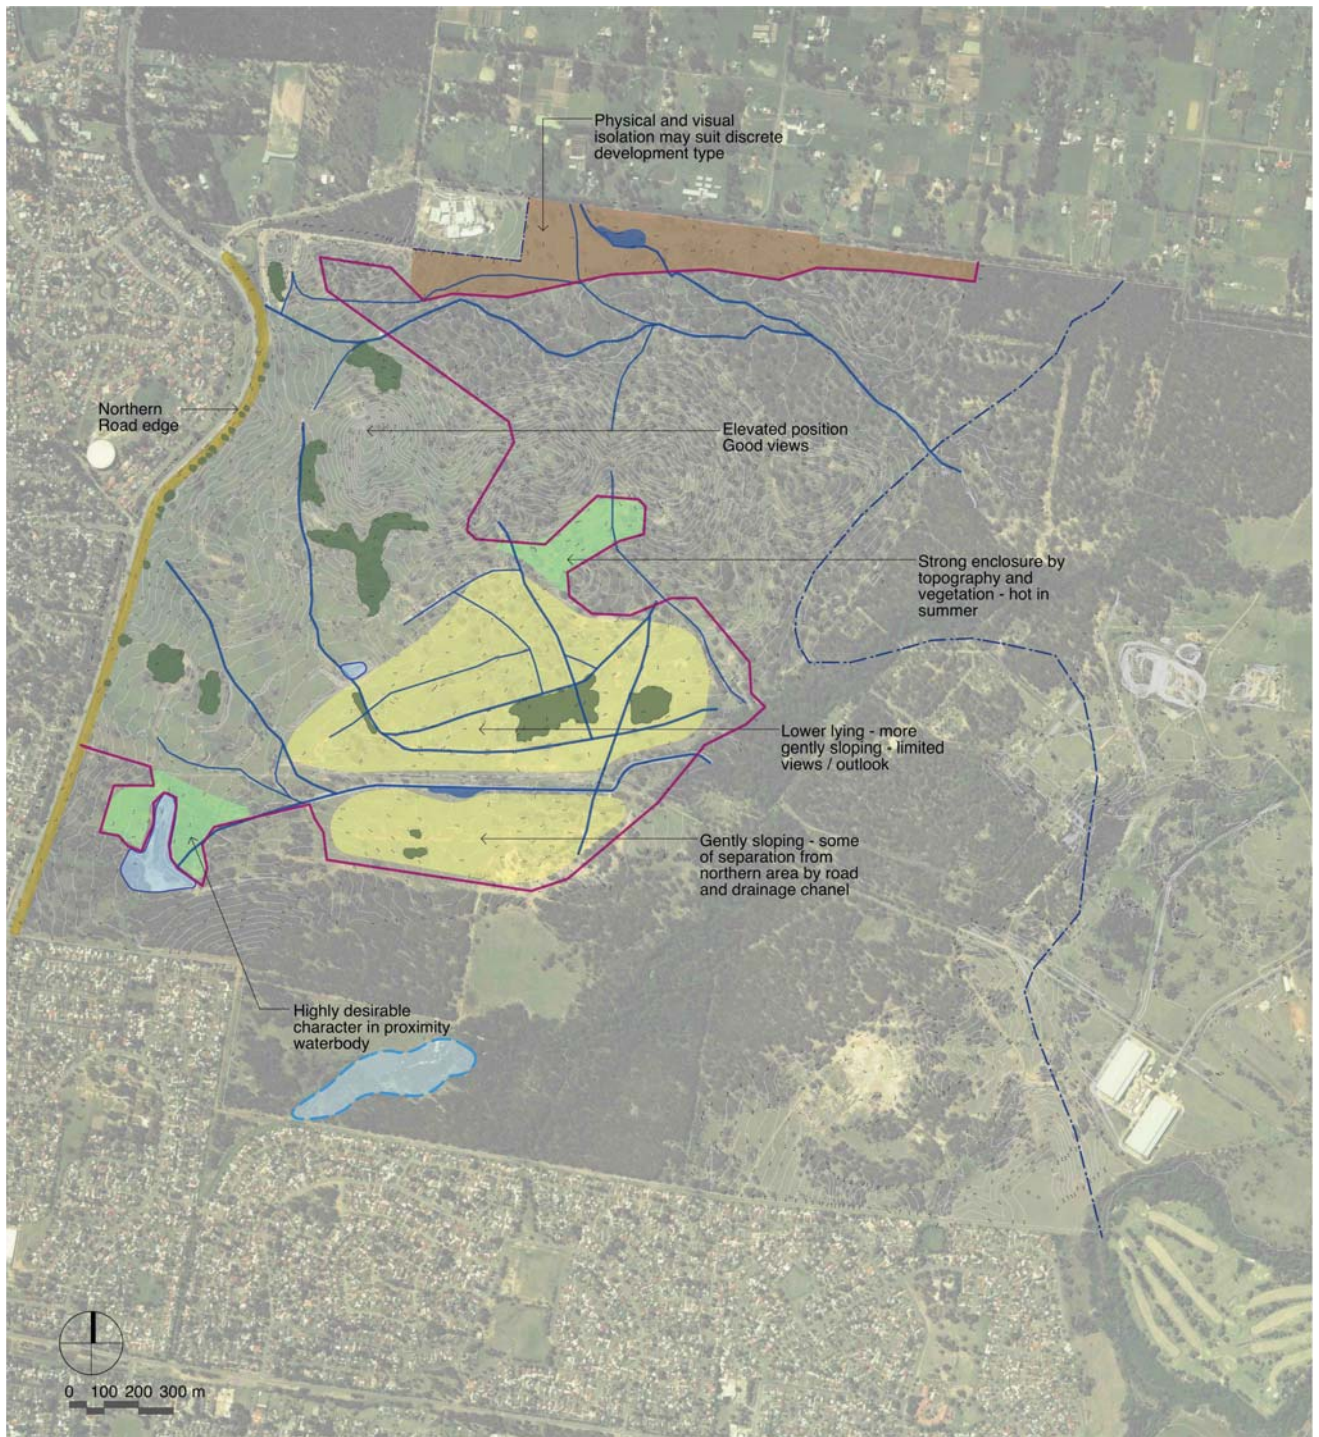 Physical and visual
isolation may suit discrete
development type
Northern
Road edge
Elevated position
Good views
Strong enclosure by
topography and
vegetation - hot in
summer
Lower lying - more
gently sloping - limited
views / outlook
Gently sloping - some
of separation from
northern area by road
and drainage chanel
Highly desirable
character in proximity
waterbody
0 100 200 300 m